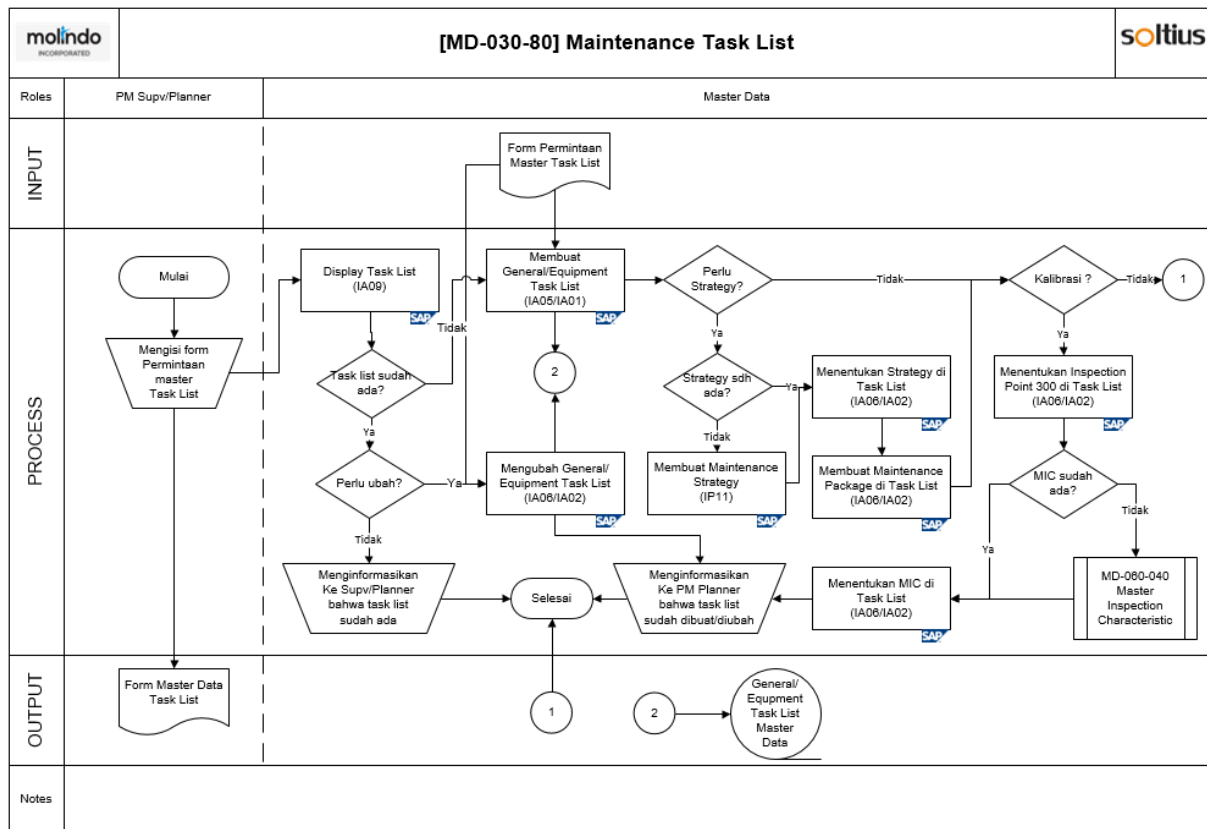 molindo
INCORPORATED
[MD-030-80] Maintenance Task List
soltius
Roles
PM Supv/Planner
Master Data
INPUT
Form Permintaan
Master Task List
PROCESS
Mulai
Mengisi form
Permintaan
master
Task List
Display Task List
(IA09)
SAP
Membuat
General/Equipment
Task List
(IA05/IA01)
SAP
Perlu
Strategy?
Tidak
Kalibrasi ?
Tidak
1
Tidak
Ya
Ya
Task list sudah
ada?
2
Strategy sdh
ada?
Ya
Menentukan Strategy di
Task List
(IA06/IA02)
SAP
Menentukan Inspection
Point 300 di Task List
(IA06/IA02)
SAP
Ya
Tidak
Perlu ubah?
Ya
Mengubah General/
Equipment Task List
(IA06/IA02)
SAP
Membuat Maintenance
Strategy
(IP11)
SAP
Membuat Maintenance
Package di Task List
(IA06/IA02)
SAP
MIC sudah
ada?
Tidak
Ya
Tidak
Menginformasikan
Ke Supv/Planner
bahwa task list
sudah ada
Selesai
Menginformasikan
Ke PM Planner
bahwa task list
sudah dibuat/diubah
Menentukan MIC di
Task List
(IA06/IA02)
SAP
MD-060-040
Master
Inspection
Characteristic
OUTPUT
Form Master Data
Task List
1
2
General/
Equpment
Task List
Master
Data
Notes